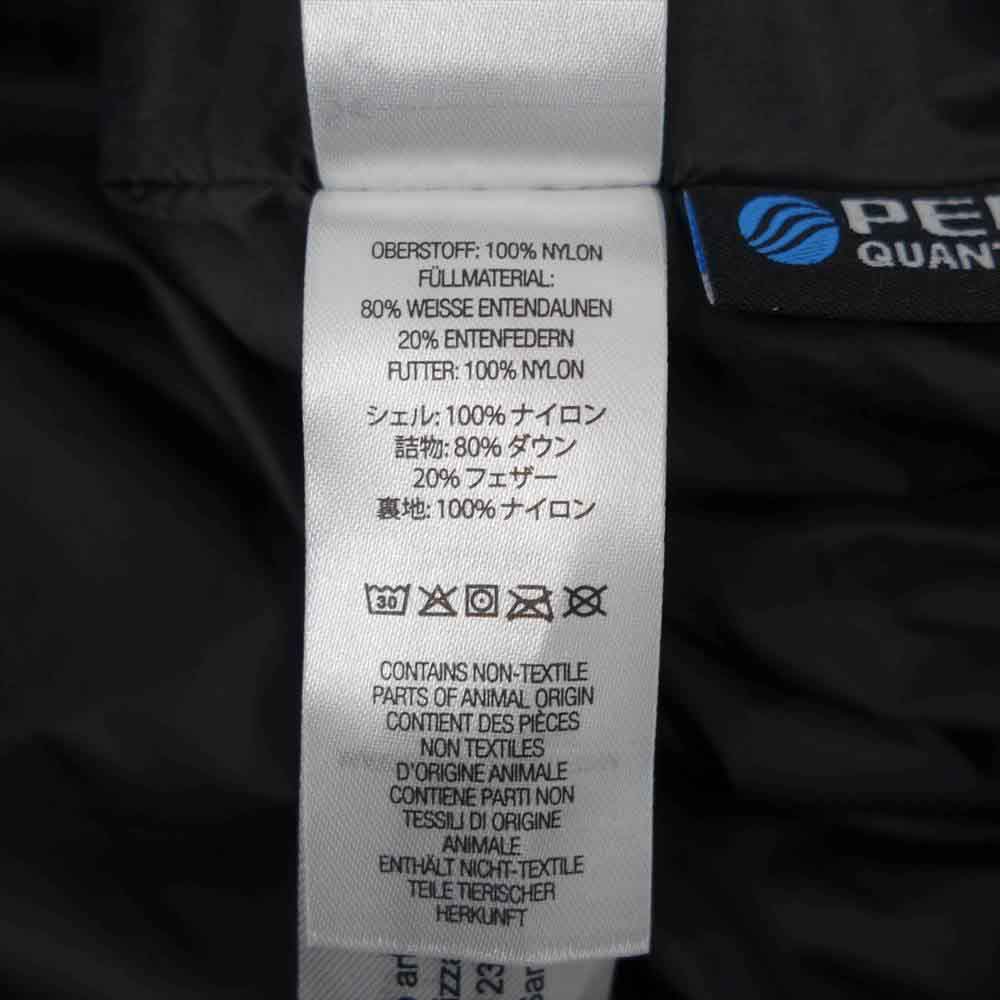 OBERSTOFF: 100% NYLON
FÜLLMATERIAL:
80% WEISSE ENTENDAUNEN
20% ENTENFEDERN
FUTTER: 100% NYLON
シェル: 100% ナイロン
詰物: 80% ダウン
20% フェザー
裏地: 100% ナイロン
30
CONTAINS NON-TEXTILE
PARTS OF ANIMAL ORIGIN
CONTIENT DES PIÈCES
NON TEXTILES
D'ORIGINE ANIMALE
CONTIENE PARTI NON
TESSILI DI ORIGINE
ANIMALE
ENTHÄLT NICHT-TEXTILE
TEILE TIERISCHER
HERKUNFT
23